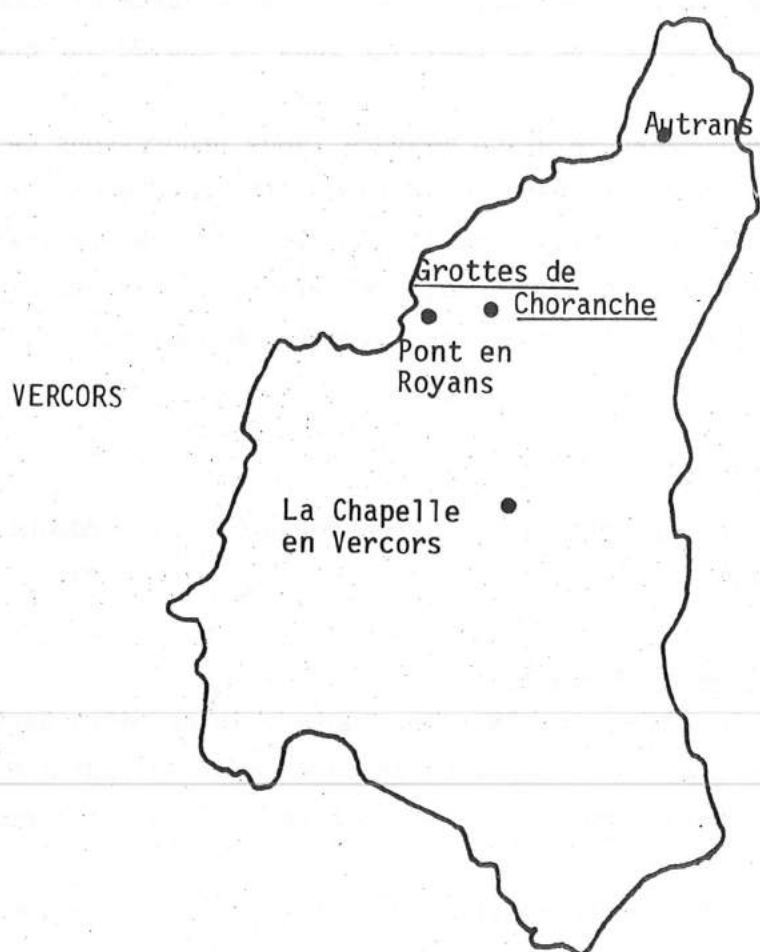 Autrans
Grottes de
Choranche
Pont en
Royans
VERCORS
La Chapelle
en Vercors